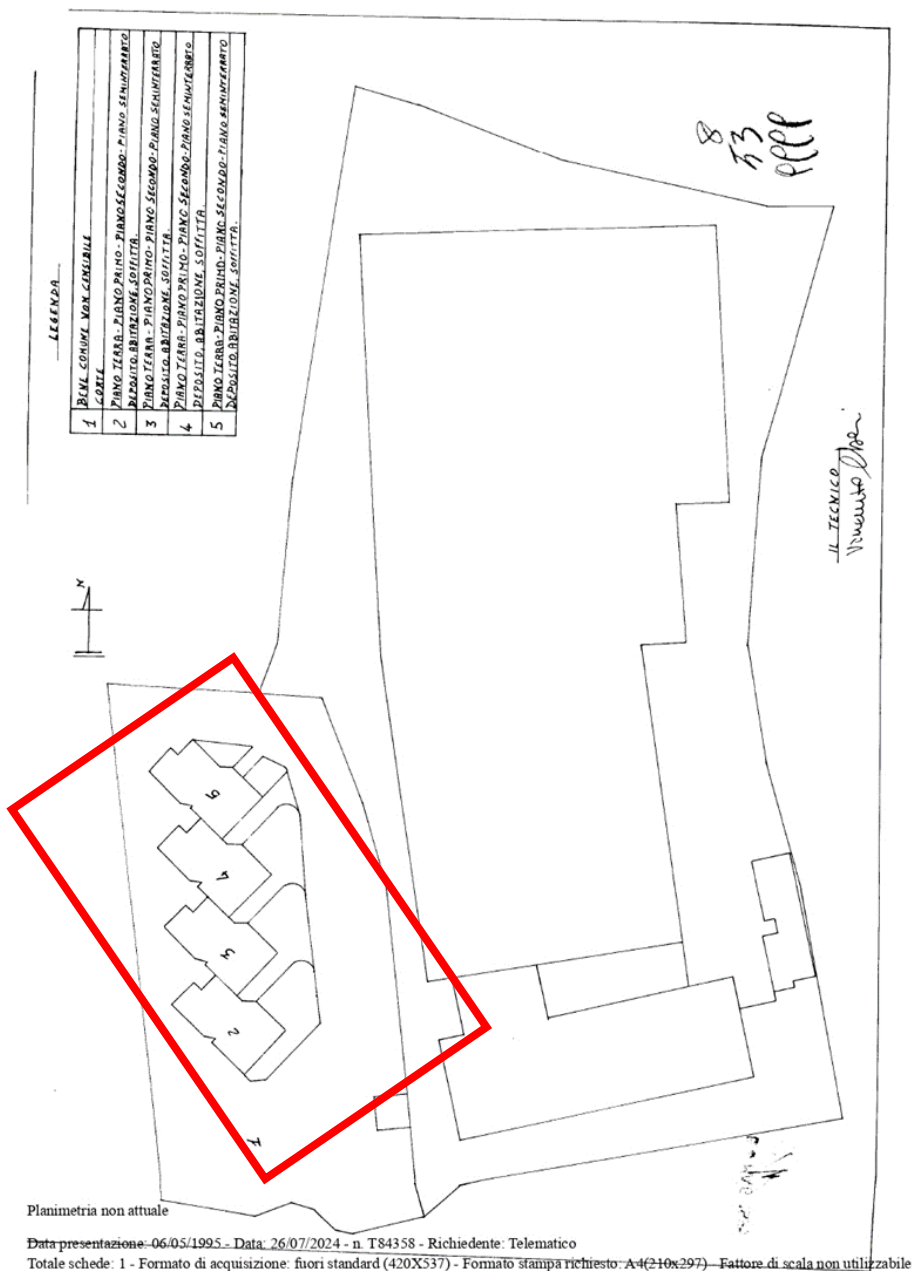 LEGENDA
1 BENE COMUNE NON CENSIBILE
CORTE
2 PIANO TERRA - PIANO PRIMO - PIANO SECONDO - PIANO SEMINTERRATO
DEPOSITO, ABITAZIONE, SOFFITTA.
3 PIANO TERRA - PIANO PRIMO - PIANO SECONDO - PIANO SEMINTERRATO
DEPOSITO, ABITAZIONE, SOFFITTA.
4 PIANO TERRA - PIANO PRIMO - PIANO SECONDO - PIANO SEMINTERRATO
DEPOSITO, ABITAZIONE, SOFFITTA.
5 PIANO TERRA - PIANO PRIMO - PIANO SECONDO - PIANO SEMINTERRATO
DEPOSITO, ABITAZIONE, SOFFITTA.
8
53
N
IL TECNICO
5
4
3
2
1
Planimetria non attuale
Data presentazione: 06/05/1995 - Data: 26/07/2024 - n. T84358 - Richiedente: Telematico
Totale schede: 1 - Formato di acquisizione: fuori standard (420X537) - Formato stampa richiesto: A4(210x297) - Fattore di scala non utilizzabile